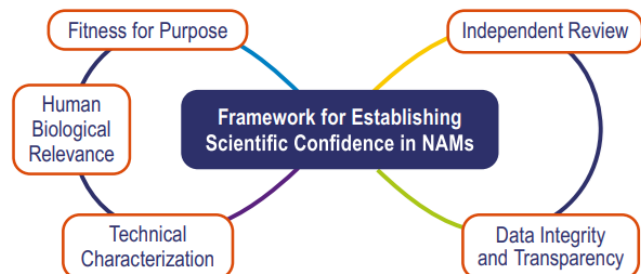 Fitness for Purpose
Independent Review
Human
Biological
Relevance
Framework for Establishing
Scientific Confidence in NAMs
Technical
Characterization
Data Integrity
and Transparency